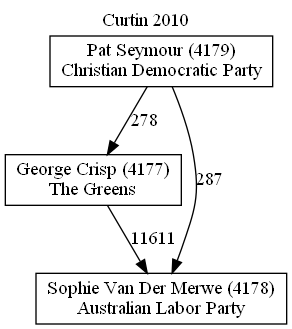 Curtin 2010
Pat Seymour (4179)
Christian Democratic Party
278
George Crisp (4177)
The Greens
287
11611
Sophie Van Der Merwe (4178)
Australian Labor Party